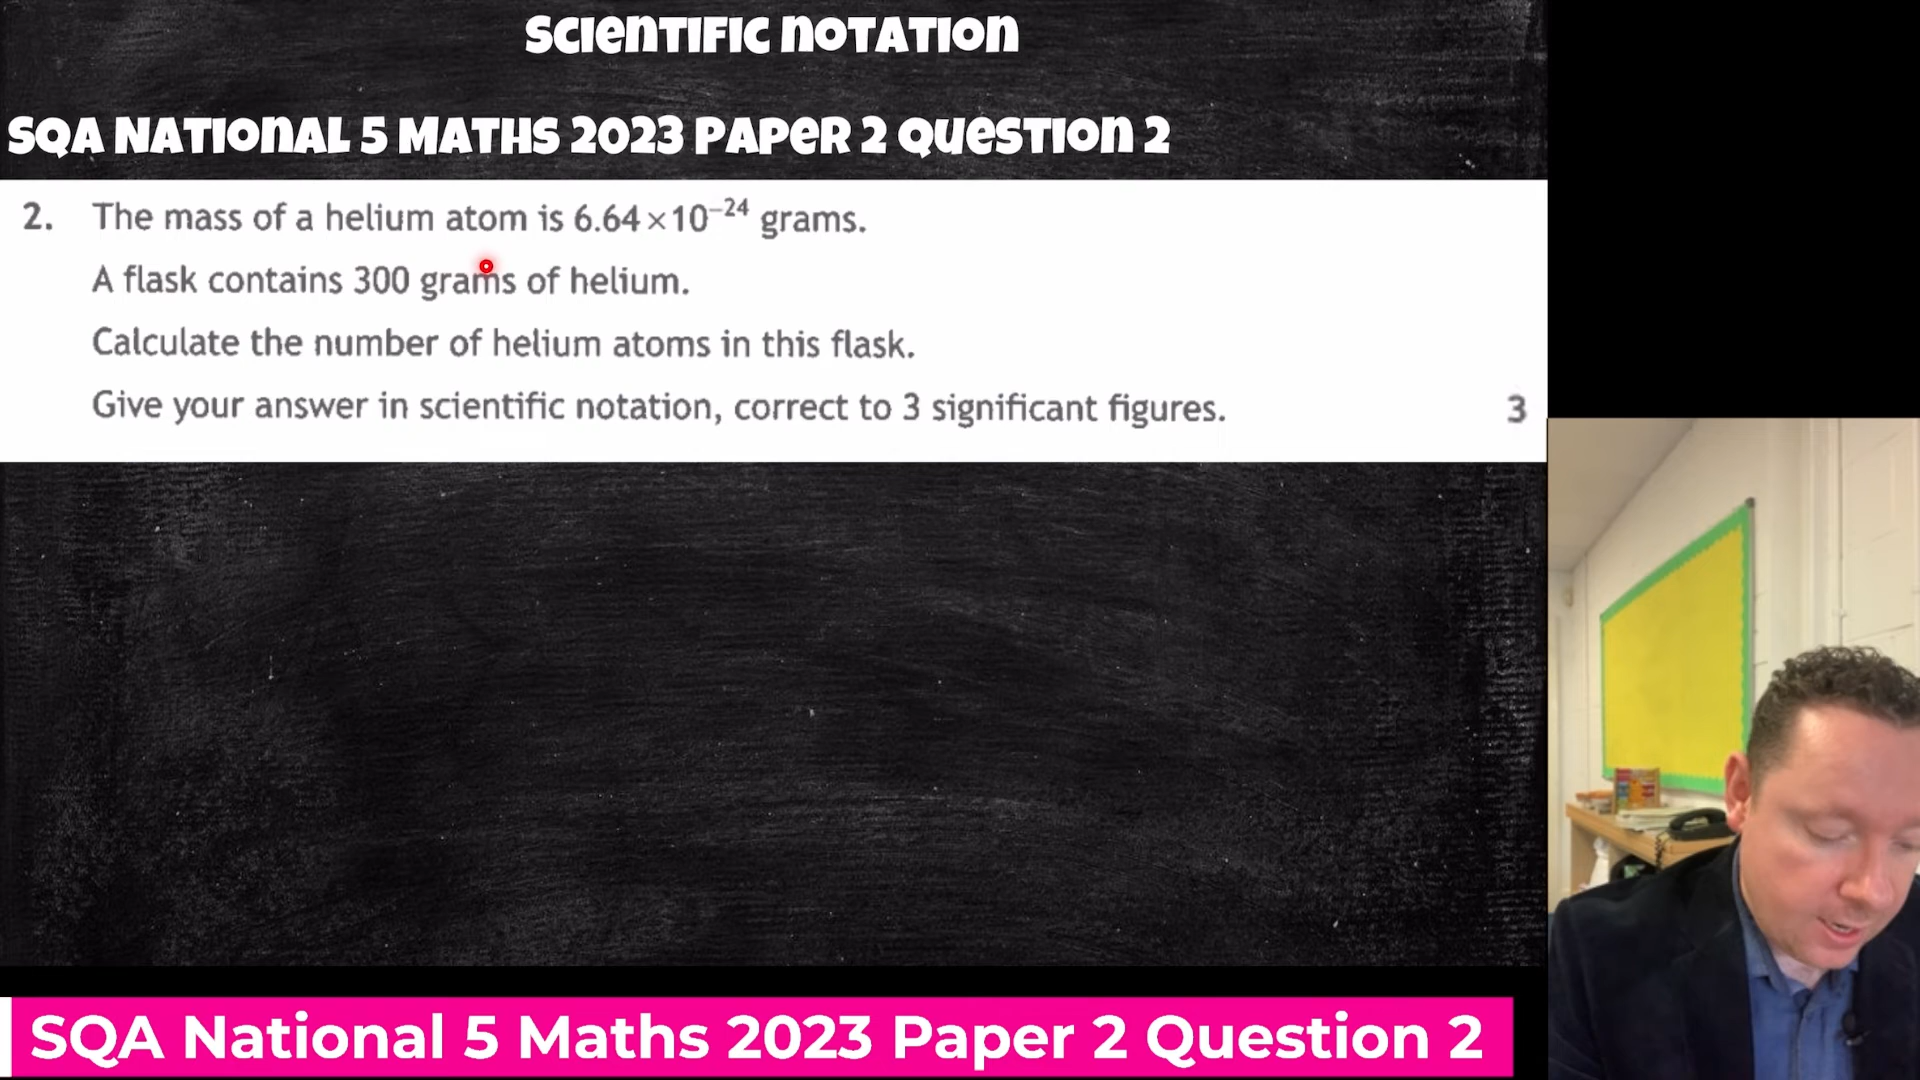 SCIENTIFIC NOTATION
SQA NATIONAL 5 MATHS 2023 PAPER 2 QUESTION 2
2. The mass of a helium atom is 6.64×10⁻²⁴ grams.
A flask contains 300 grams of helium.
Calculate the number of helium atoms in this flask.
Give your answer in scientific notation, correct to 3 significant figures. 3
SQA National 5 Maths 2023 Paper 2 Question 2